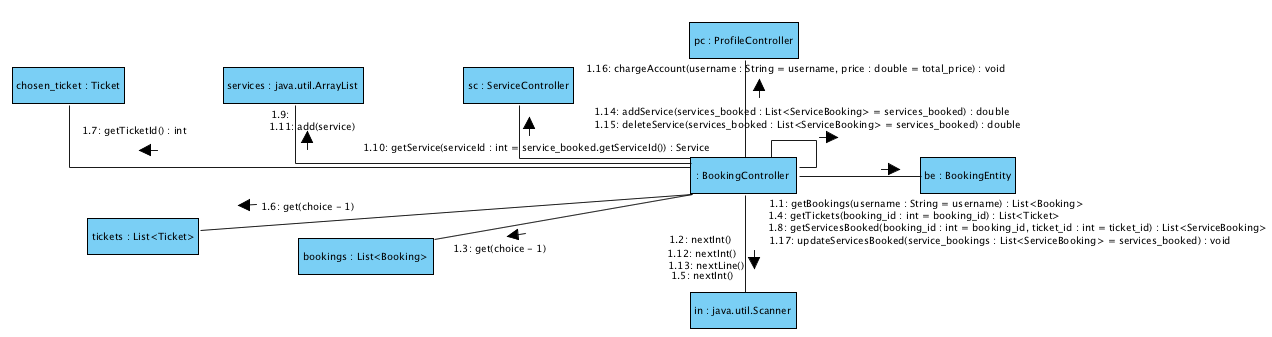 pc : ProfileController
1.16: chargeAccount(username : String = username, price : double = total_price) : void
chosen_ticket : Ticket
services : java.util.ArrayList
sc : ServiceController
1.9:
1.11: add(service)
1.14: addService(services_booked : List<ServiceBooking> = services_booked) : double
1.15: deleteService(services_booked : List<ServiceBooking> = services_booked) : double
1.7: getTicketId() : int
1.10: getService(serviceId : int = service_booked.getServiceId()) : Service
: BookingController
be : BookingEntity
1.1: getBookings(username : String = username) : List<Booking>
1.4: getTickets(booking_id : int = booking_id) : List<Ticket>
1.8: getServicesBooked(booking_id : int = booking_id, ticket_id : int = ticket_id) : List<ServiceBooking>
1.17: updateServicesBooked(service_bookings : List<ServiceBooking> = services_booked) : void
1.6: get(choice - 1)
tickets : List<Ticket>
1.3: get(choice - 1)
bookings : List<Booking>
1.2: nextInt()
1.12: nextInt()
1.13: nextLine()
1.5: nextInt()
in : java.util.Scanner